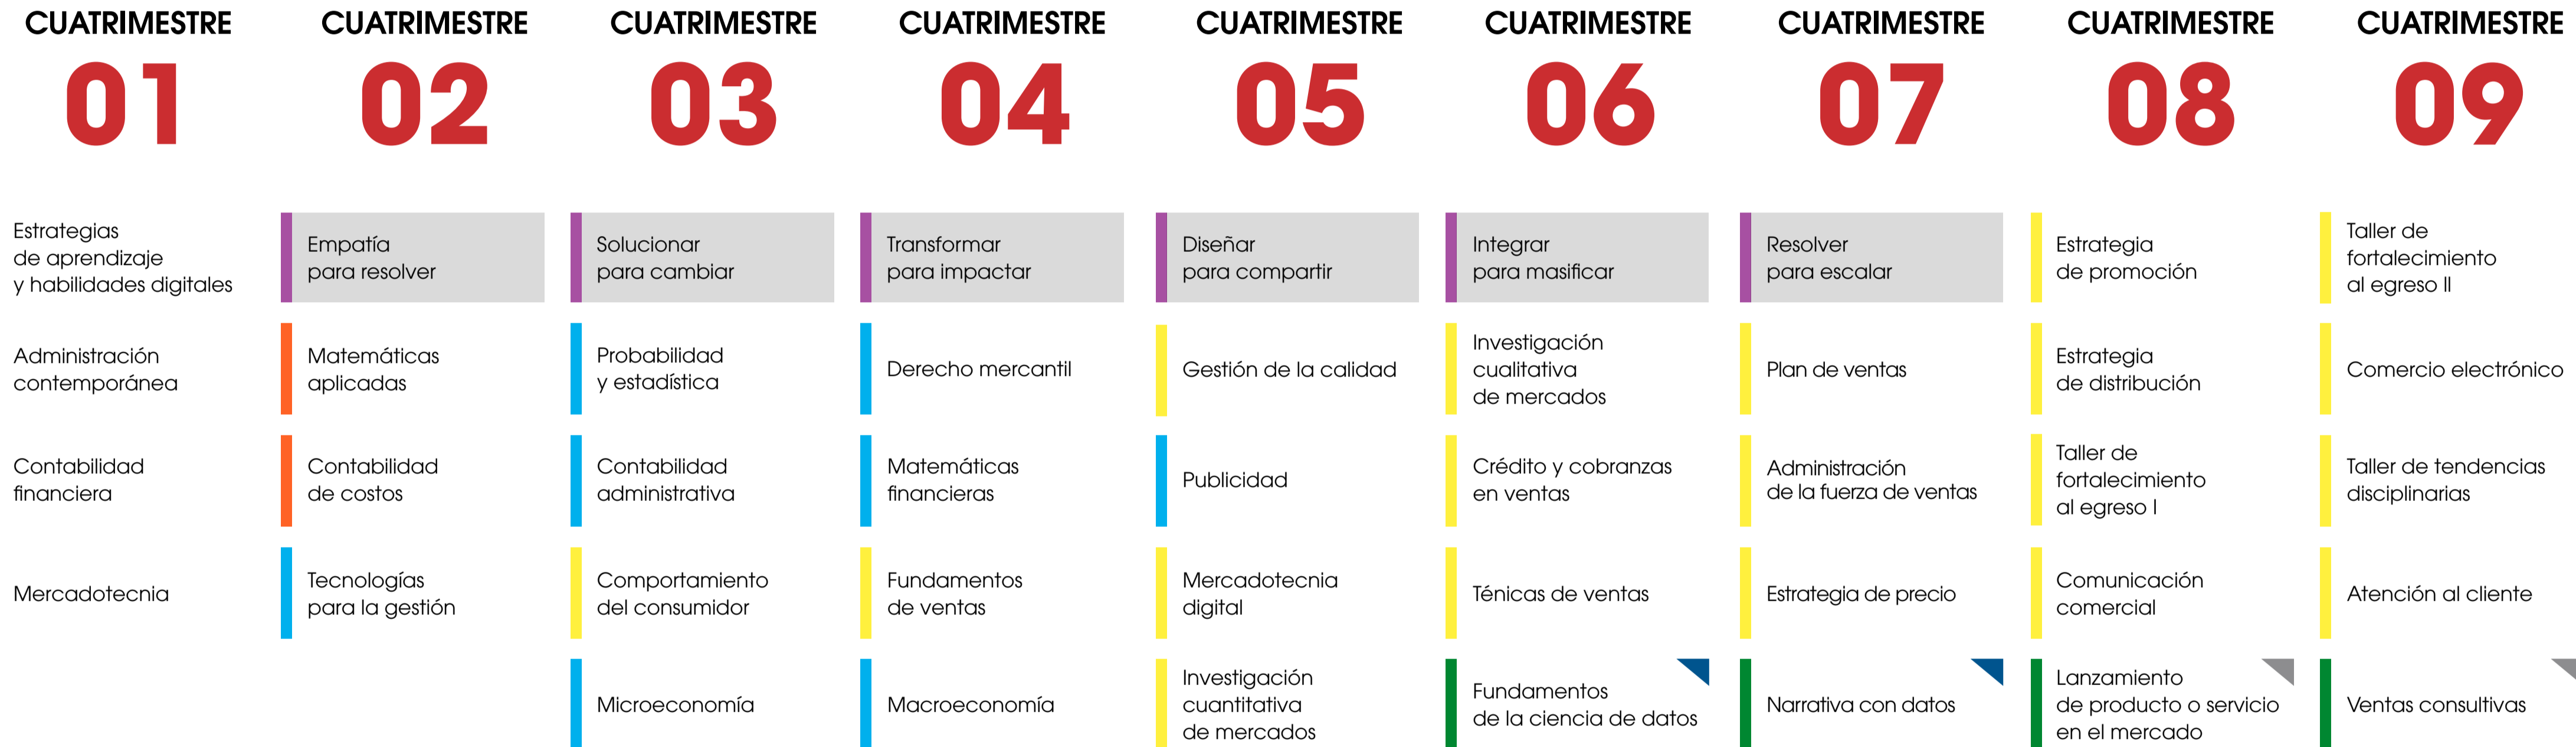 CUATRIMESTRE
01
Estrategias
de aprendizaje
y habilidades digitales
Administración
contemporánea
Contabilidad
financiera
Mercadotecnia
CUATRIMESTRE
02
Empatía
para resolver
Matemáticas
aplicadas
Contabilidad
de costos
Tecnologías
para la gestión
CUATRIMESTRE
03
Solucionar
para cambiar
Probabilidad
y estadística
Contabilidad
administrativa
Comportamiento
del consumidor
Microeconomía
CUATRIMESTRE
04
Transformar
para impactar
Derecho mercantil
Matemáticas
financieras
Fundamentos
de ventas
Macroeconomía
CUATRIMESTRE
05
Diseñar
para compartir
Gestión de la calidad
Publicidad
Mercadotecnia
digital
Investigación
cuantitativa
de mercados
CUATRIMESTRE
06
Integrar
para masificar
Investigación
cualitativa
de mercados
Crédito y cobranzas
en ventas
Ténicas de ventas
Fundamentos
de la ciencia de datos
CUATRIMESTRE
07
Resolver
para escalar
Plan de ventas
Administración
de la fuerza de ventas
Estrategia de precio
Narrativa con datos
CUATRIMESTRE
08
Estrategia
de promoción
Estrategia
de distribución
Taller de
fortalecimiento
al egreso I
Comunicación
comercial
Lanzamiento
de producto o servicio
en el mercado
CUATRIMESTRE
09
Taller de
fortalecimiento
al egreso II
Comercio electrónico
Taller de tendencias
disciplinarias
Atención al cliente
Ventas consultivas